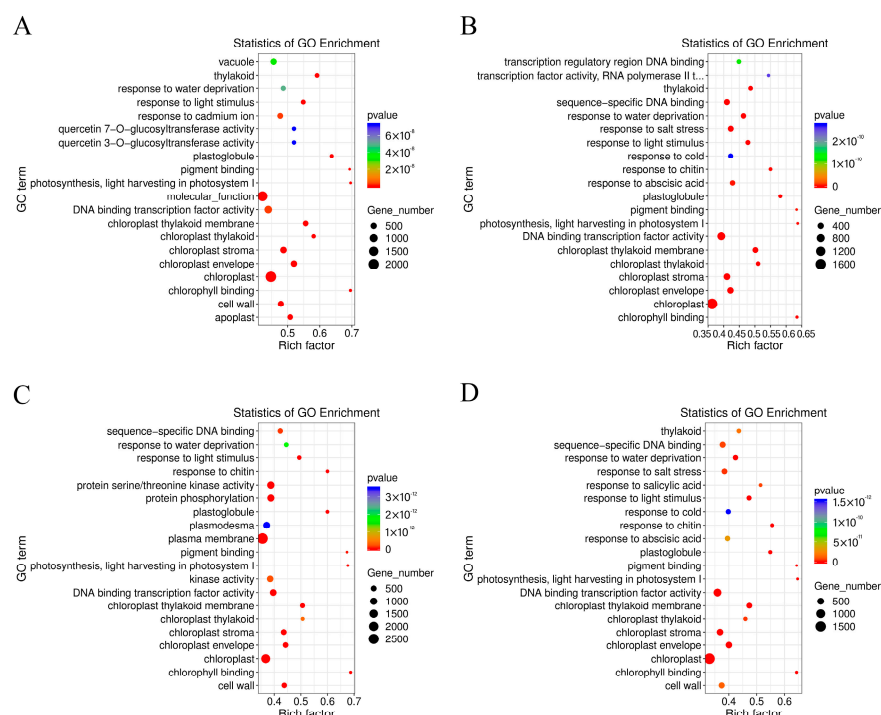 A
Statistics of GO Enrichment
vacuole
thylakoid
response to water deprivation
response to light stimulus
response to cadmium ion
quercetin 7-O-glucosyltransferase activity
quercetin 3-O-glucosyltransferase activity
plastoglobule
pigment binding
photosynthesis, light harvesting in photosystem I
molecular_function
DNA binding transcription factor activity
chloroplast thylakoid membrane
chloroplast thylakoid
chloroplast stroma
chloroplast envelope
chloroplast
chlorophyll binding
cell wall
apoplast
GC term
0.5 0.6 0.7
Rich factor
pvalue
6×10⁻⁸
4×10⁻⁸
2×10⁻⁸
Gene_number
500
1000
1500
2000
B
Statistics of GO Enrichment
transcription regulatory region DNA binding
transcription factor activity, RNA polymerase II t...
thylakoid
sequence-specific DNA binding
response to water deprivation
response to salt stress
response to light stimulus
response to cold
response to chitin
response to abscisic acid
plastoglobule
pigment binding
photosynthesis, light harvesting in photosystem I
DNA binding transcription factor activity
chloroplast thylakoid membrane
chloroplast thylakoid
chloroplast stroma
chloroplast envelope
chloroplast
chlorophyll binding
GC term
0.35 0.4 0.45 0.5 0.55 0.6 0.65
Rich factor
pvalue
2×10⁻¹⁰
1×10⁻¹⁰
0
Gene_number
400
800
1200
1600
C
Statistics of GO Enrichment
sequence-specific DNA binding
response to water deprivation
response to light stimulus
response to chitin
protein serine/threonine kinase activity
protein phosphorylation
plastoglobule
plasmodesma
plasma membrane
pigment binding
photosynthesis, light harvesting in photosystem I
kinase activity
DNA binding transcription factor activity
chloroplast thylakoid membrane
chloroplast thylakoid
chloroplast stroma
chloroplast envelope
chloroplast
chlorophyll binding
cell wall
GO term
0.4 0.5 0.6 0.7
Rich factor
pvalue
3×10⁻¹²
2×10⁻¹²
1×10⁻¹²
0
Gene_number
500
1000
1500
2000
2500
D
Statistics of GO Enrichment
thylakoid
sequence-specific DNA binding
response to water deprivation
response to salt stress
response to salicylic acid
response to light stimulus
response to cold
response to chitin
response to abscisic acid
plastoglobule
pigment binding
photosynthesis, light harvesting in photosystem I
DNA binding transcription factor activity
chloroplast thylakoid membrane
chloroplast thylakoid
chloroplast stroma
chloroplast envelope
chloroplast
chlorophyll binding
cell wall
GO term
0.4 0.5 0.6
Rich factor
pvalue
1.5×10⁻¹²
1×10⁻¹⁰
5×10⁻¹¹
0
Gene_number
500
1000
1500